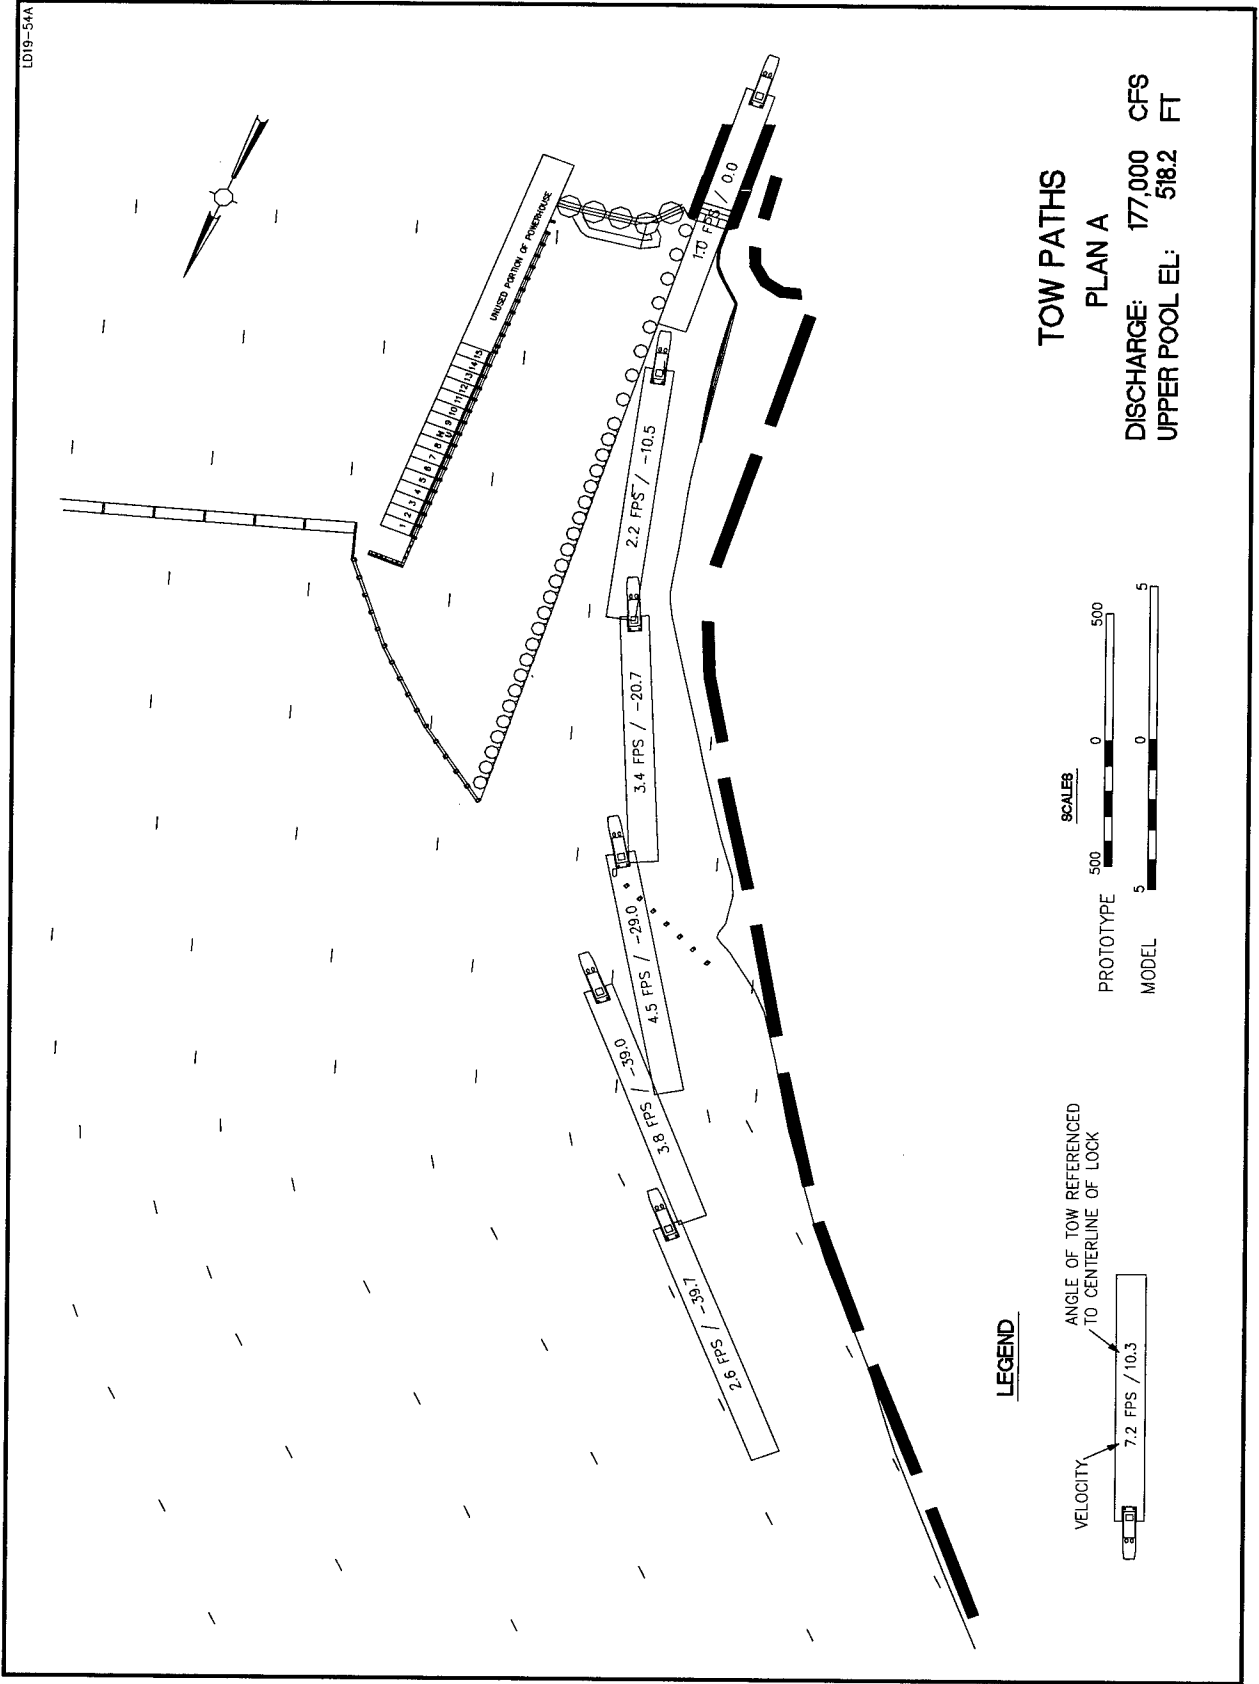 LD19-54A
UNUSED PORTION OF POWERHOUSE
1 2 3 4 5 6 7 8 9 10 11 12 13 14 15
1.0 FPS / 0.0
2.2 FPS / -10.5
3.4 FPS / -20.7
4.5 FPS / -29.0
3.8 FPS / -39.0
2.6 FPS / -39.7
TOW PATHS
PLAN A
DISCHARGE: 177,000 CFS
UPPER POOL EL: 518.2 FT
SCALES
PROTOTYPE 500 0 500
MODEL 5 0 5
LEGEND
VELOCITY
ANGLE OF TOW REFERENCED
TO CENTERLINE OF LOCK
7.2 FPS / 10.3